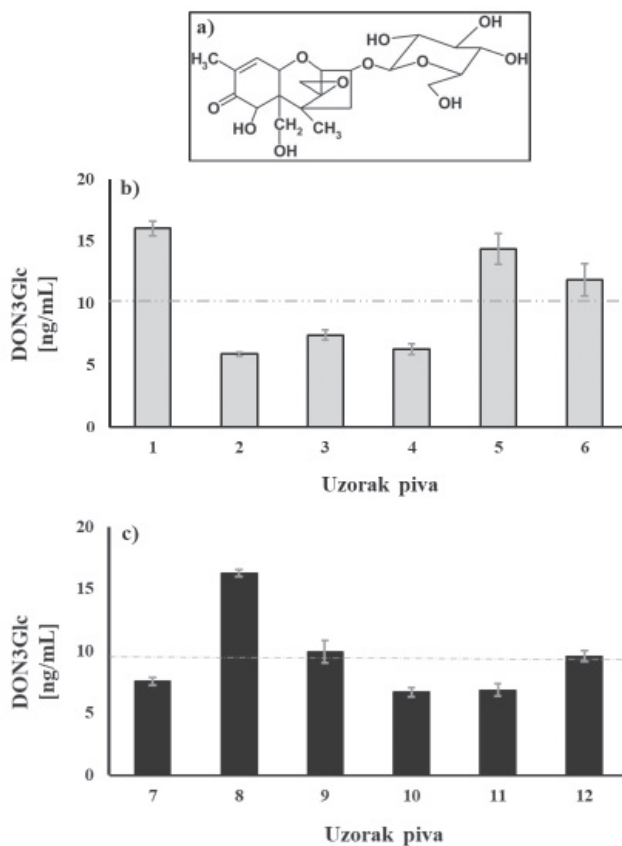 a)
OH
HO
OH
H₃C
O
O
O
OH
O
O
HO
CH₂
CH₃
OH
OH
b)
20
15
10
5
0
DON3Glc
[ng/mL]
1 2 3 4 5 6
Uzorak piva
c)
20
15
10
5
0
DON3Glc
[ng/mL]
7 8 9 10 11 12
Uzorak piva